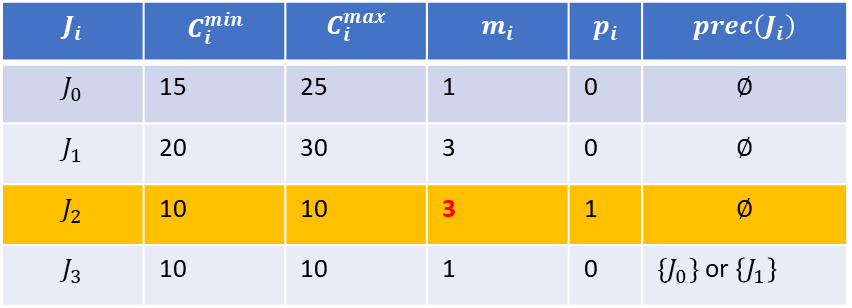 J_i C_i^min C_i^max m_i p_i prec(J_i)
J_0 15 25 1 0 ∅
J_1 20 30 3 0 ∅
J_2 10 10 3 1 ∅
J_3 10 10 1 0 {J_0} or {J_1}